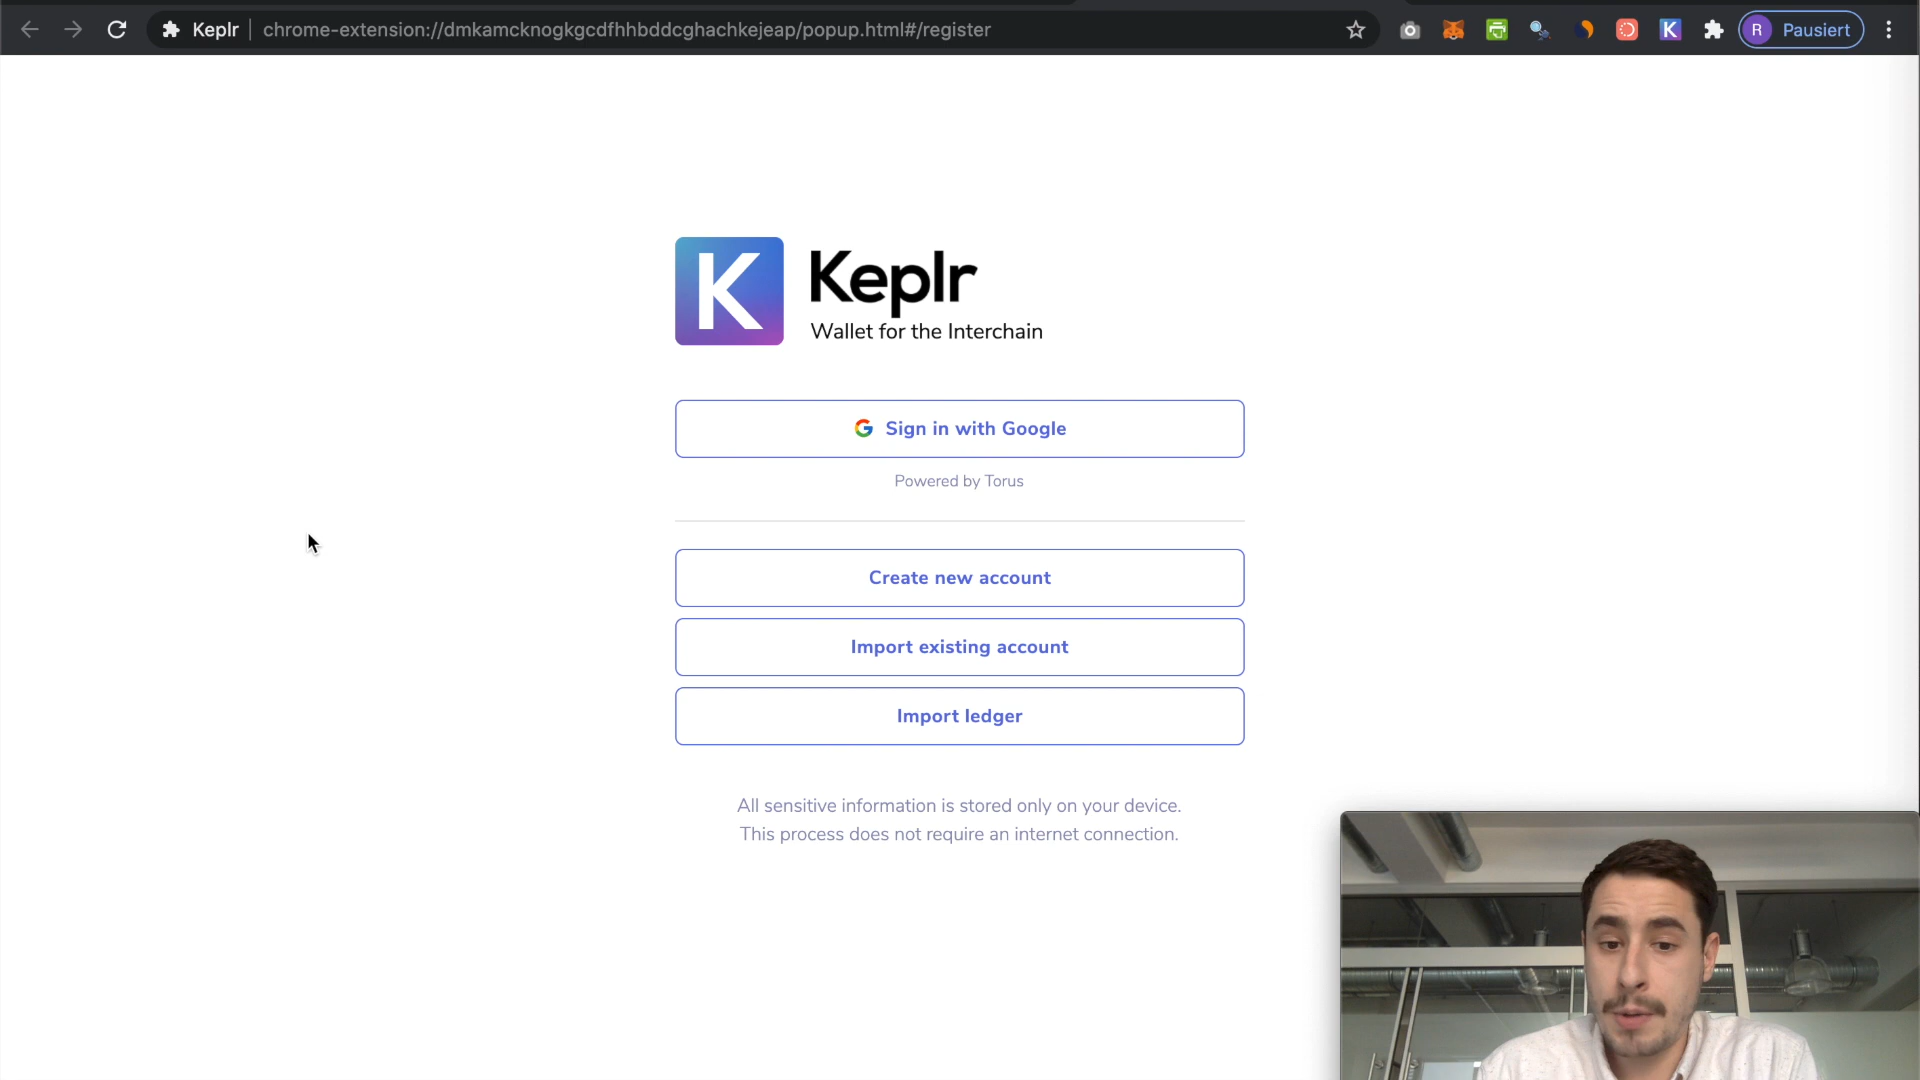 Keplr
chrome-extension://dmkamcknogkgcdfhhbddcghachkejeap/popup.html#/register
K
R
Pausiert
K
Keplr
Wallet for the Interchain
G
Sign in with Google
Powered by Torus
Create new account
Import existing account
Import ledger
All sensitive information is stored only on your device.
This process does not require an internet connection.